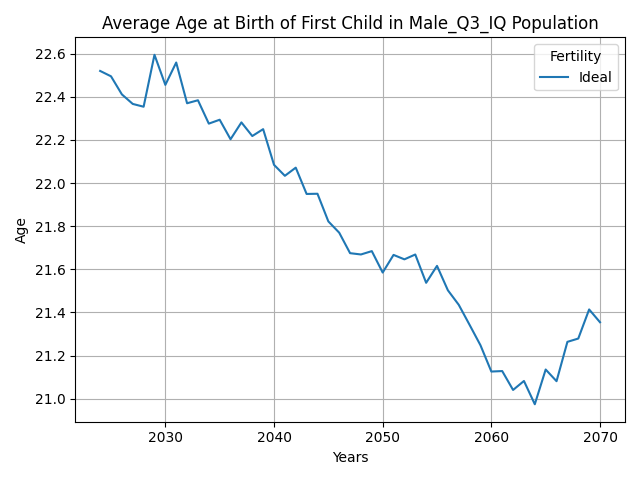 Average Age at Birth of First Child in Male_Q3_IQ Population
Fertility
Ideal
Age
22.6
22.4
22.2
22.0
21.8
21.6
21.4
21.2
21.0
2030 2040 2050 2060 2070
Years